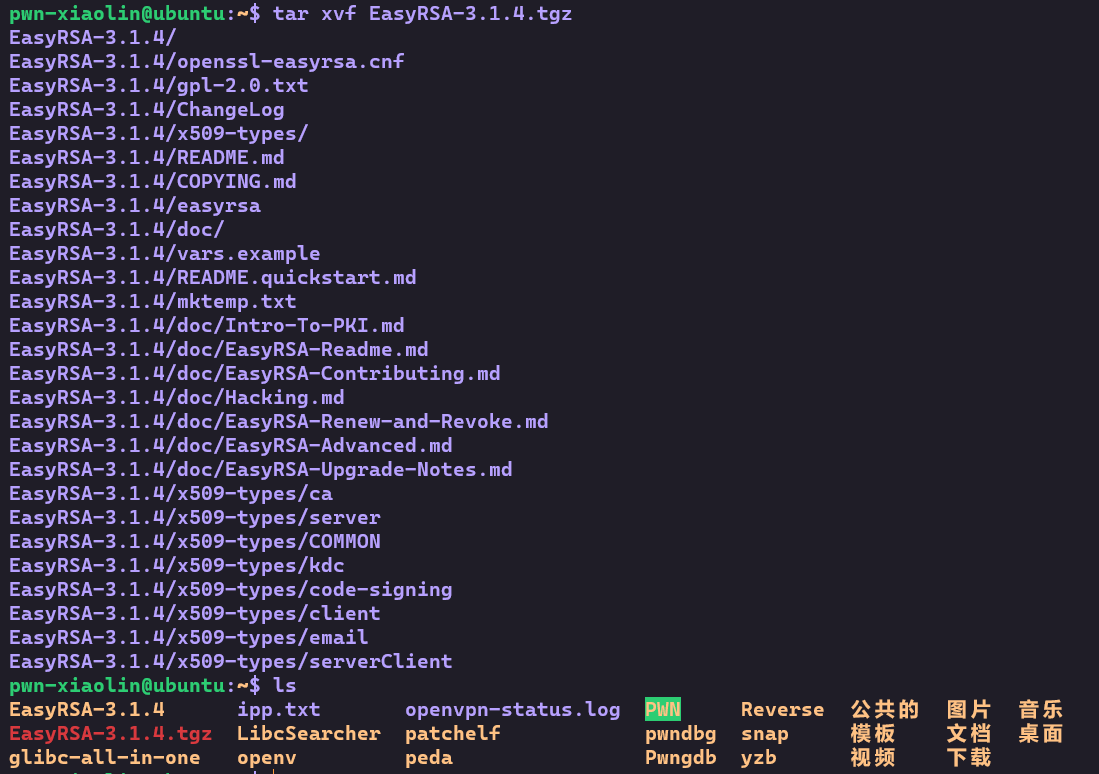 pwn-xiaolin@ubuntu:~$ tar xvf EasyRSA-3.1.4.tgz
EasyRSA-3.1.4/
EasyRSA-3.1.4/openssl-easyrsa.cnf
EasyRSA-3.1.4/gpl-2.0.txt
EasyRSA-3.1.4/ChangeLog
EasyRSA-3.1.4/x509-types/
EasyRSA-3.1.4/README.md
EasyRSA-3.1.4/COPYING.md
EasyRSA-3.1.4/easyrsa
EasyRSA-3.1.4/doc/
EasyRSA-3.1.4/vars.example
EasyRSA-3.1.4/README.quickstart.md
EasyRSA-3.1.4/mktemp.txt
EasyRSA-3.1.4/doc/Intro-To-PKI.md
EasyRSA-3.1.4/doc/EasyRSA-Readme.md
EasyRSA-3.1.4/doc/EasyRSA-Contributing.md
EasyRSA-3.1.4/doc/Hacking.md
EasyRSA-3.1.4/doc/EasyRSA-Renew-and-Revoke.md
EasyRSA-3.1.4/doc/EasyRSA-Advanced.md
EasyRSA-3.1.4/doc/EasyRSA-Upgrade-Notes.md
EasyRSA-3.1.4/x509-types/ca
EasyRSA-3.1.4/x509-types/server
EasyRSA-3.1.4/x509-types/COMMON
EasyRSA-3.1.4/x509-types/kdc
EasyRSA-3.1.4/x509-types/code-signing
EasyRSA-3.1.4/x509-types/client
EasyRSA-3.1.4/x509-types/email
EasyRSA-3.1.4/x509-types/serverClient
pwn-xiaolin@ubuntu:~$ ls
EasyRSA-3.1.4 ipp.txt openvpn-status.log PWN Reverse 公共的 图片 音乐
EasyRSA-3.1.4.tgz LibcSearcher patchelf pwndbg snap 模板 文档 桌面
glibc-all-in-one openv peda Pwngdb yzb 视频 下载